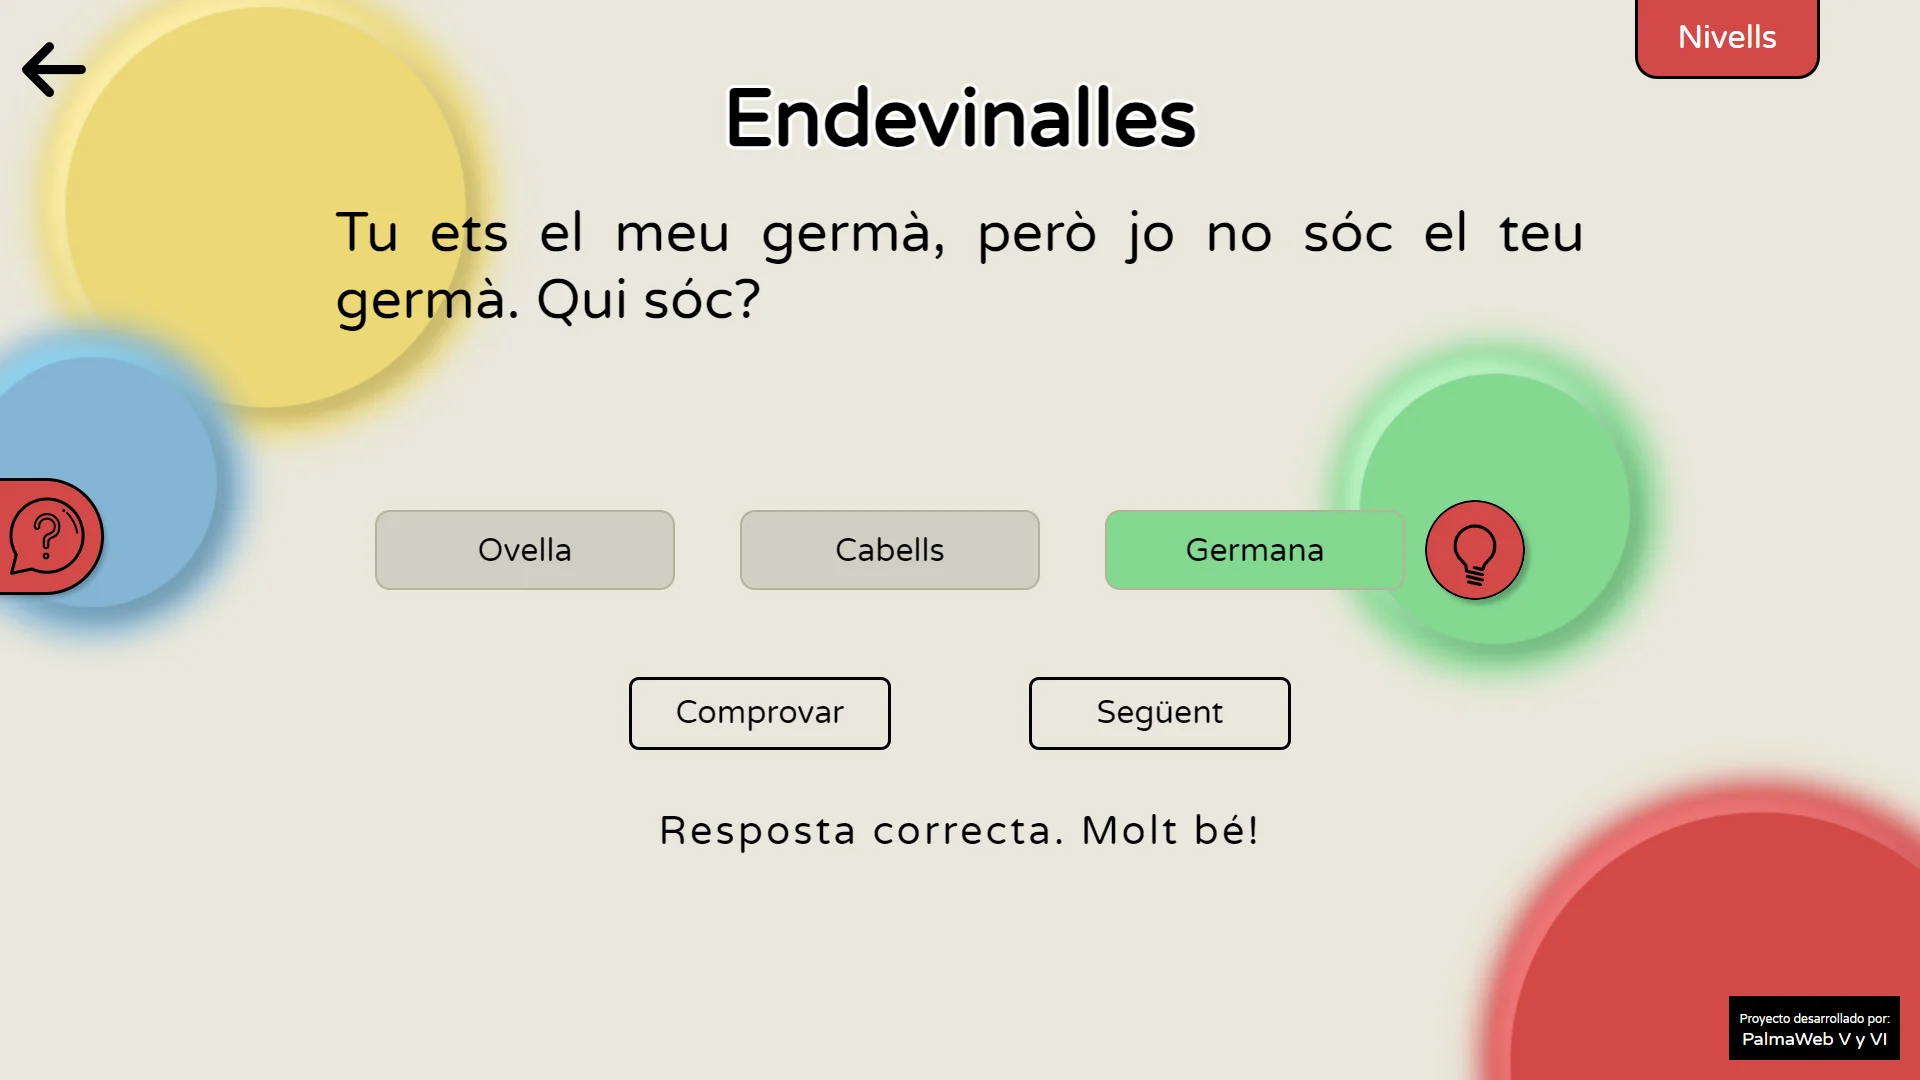 Nivells
Endevinalles
Tu ets el meu germà, però jo no sóc el teu
germà. Qui sóc?
Ovella
Cabells
Germana
Comprovar
Següent
Resposta correcta. Molt bé!
Proyecto desarrollado por:
PalmaWeb V y VI